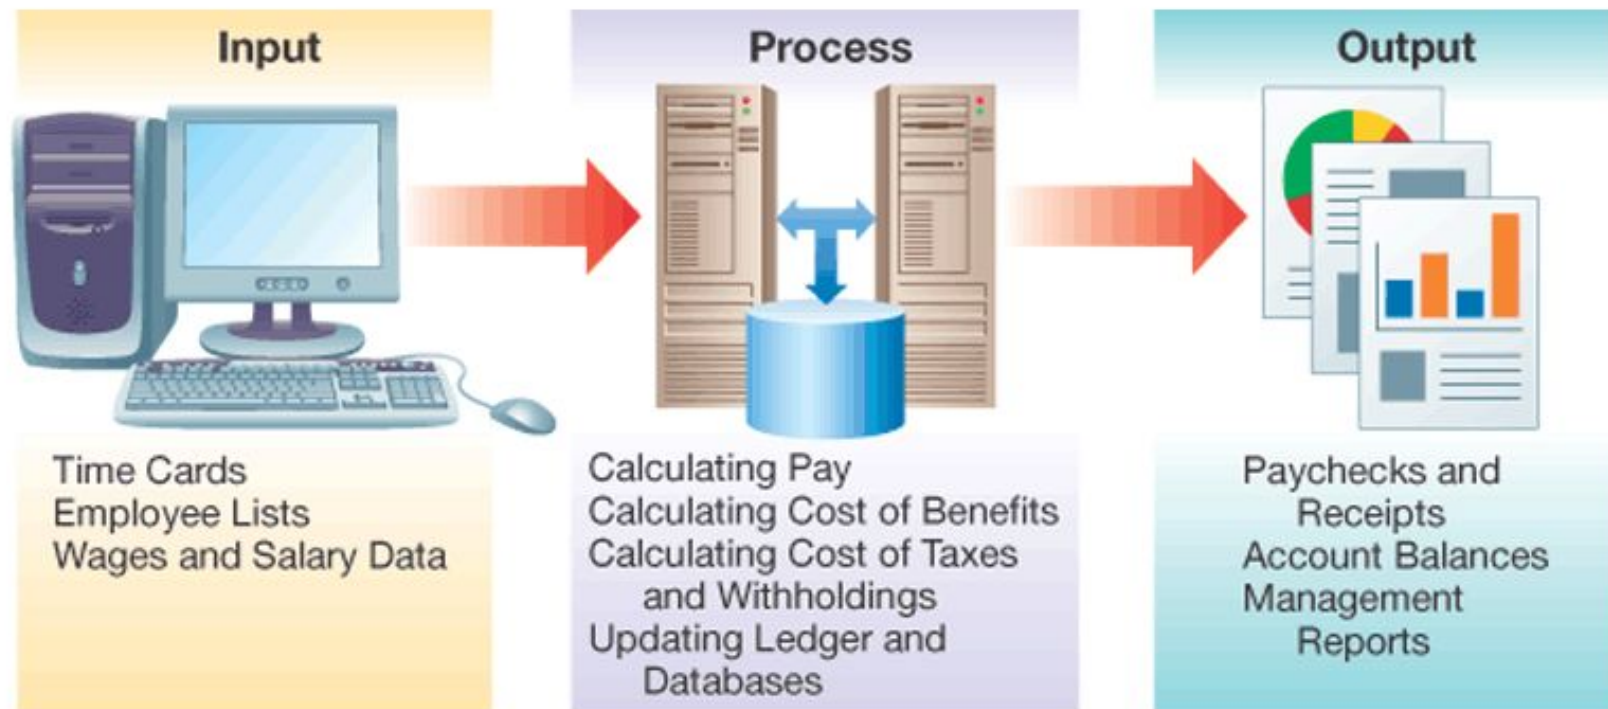 Input
Time Cards
Employee Lists
Wages and Salary Data
Process
Calculating Pay
Calculating Cost of Benefits
Calculating Cost of Taxes
and Withholdings
Updating Ledger and
Databases
Output
Paychecks and
Receipts
Account Balances
Management
Reports